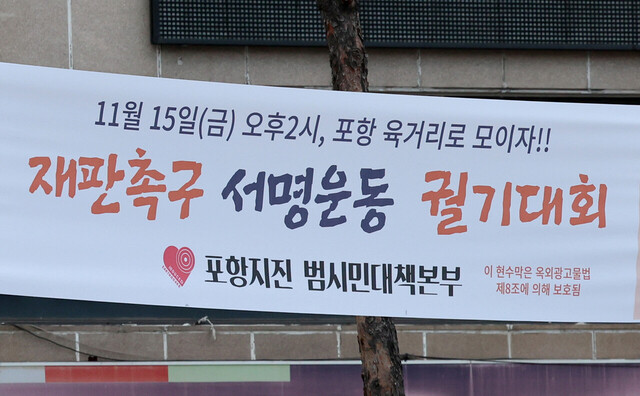 11월 15일(금) 오후2시, 포항 육거리로 모이자!!
재판촉구 서명운동 궐기대회
포항지진 범시민대책본부
이 현수막은 옥외광고물법
제8조에 의해 보호됨